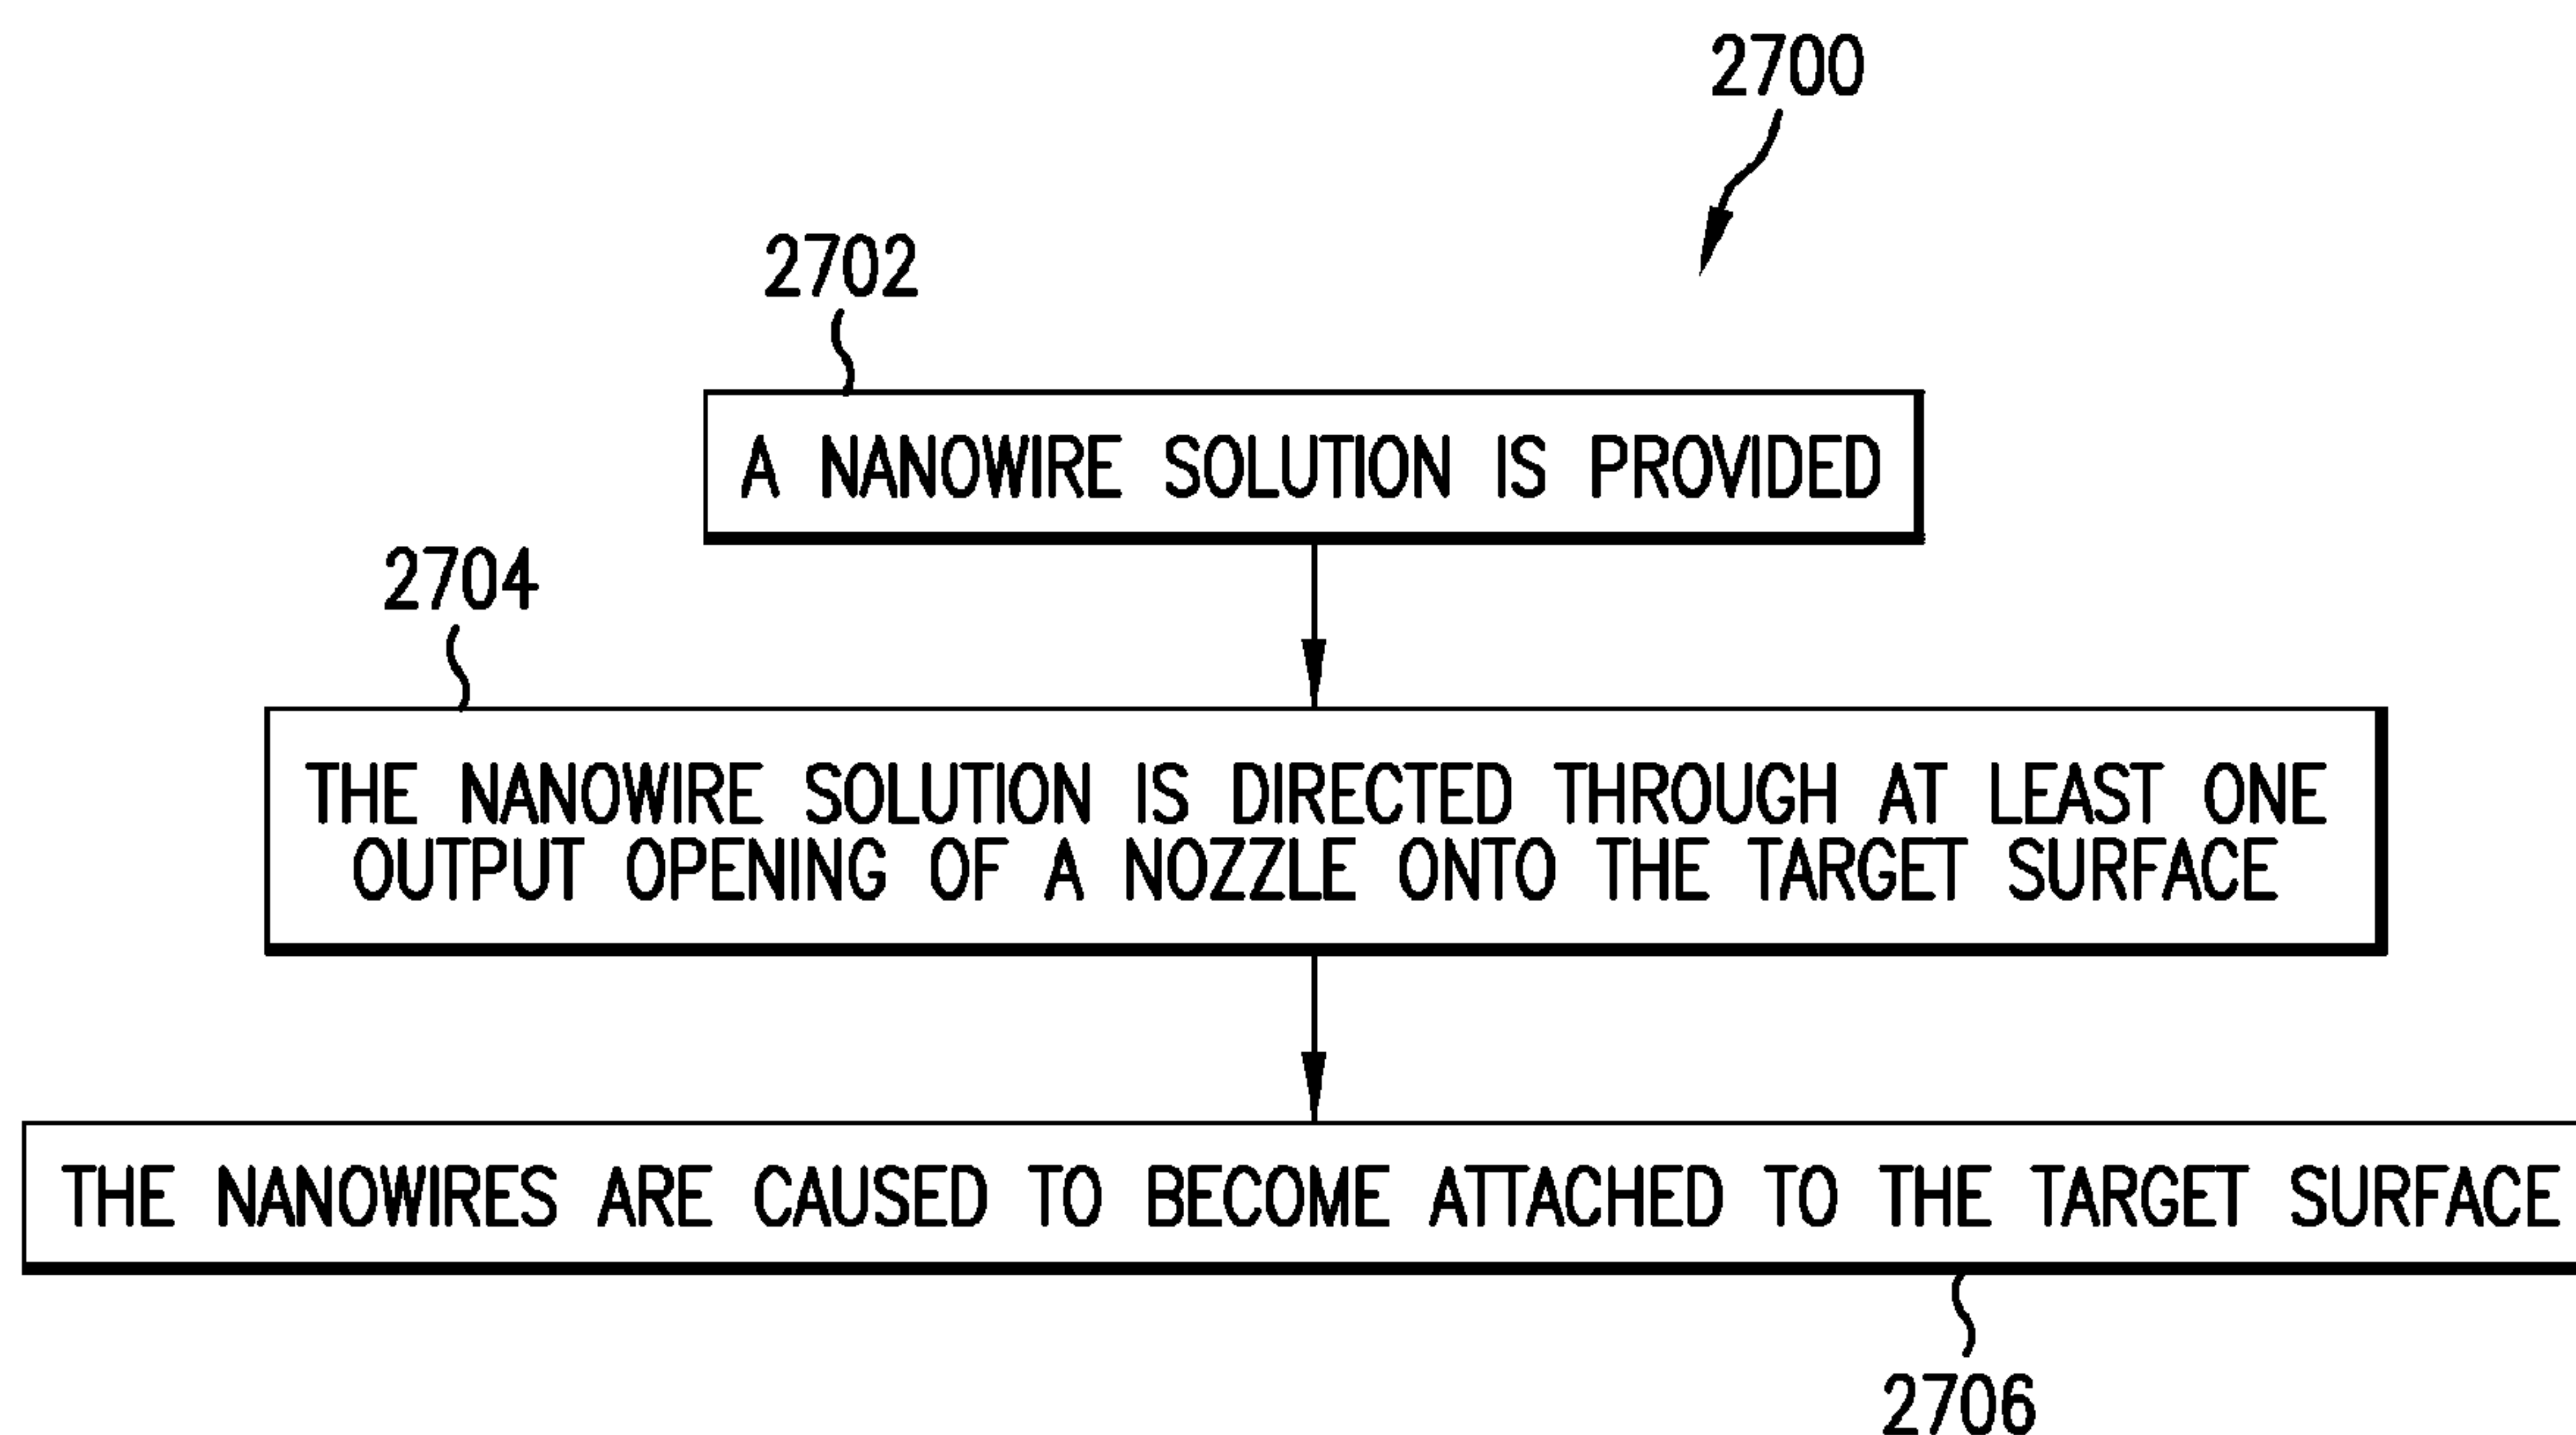 2700
2702
A NANOWIRE SOLUTION IS PROVIDED
2704
THE NANOWIRE SOLUTION IS DIRECTED THROUGH AT LEAST ONE
OUTPUT OPENING OF A NOZZLE ONTO THE TARGET SURFACE
THE NANOWIRES ARE CAUSED TO BECOME ATTACHED TO THE TARGET SURFACE
2706